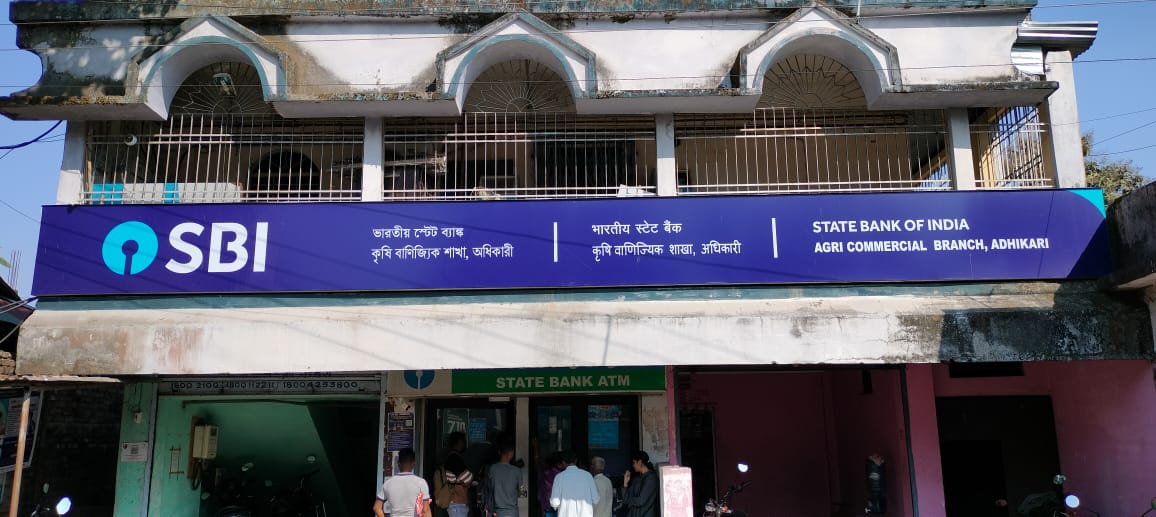 SBI
ভারতীয় স্টেট ব্যাঙ্ক
কৃষি বাণিজ্যিক শাখা, অধিকারী
भारतीय स्टेट बैंक
कृषि वाणिज्यिक शाखा, अधिकारी
STATE BANK OF INDIA
AGRI COMMERCIAL BRANCH, ADHIKARI
STATE BANK ATM